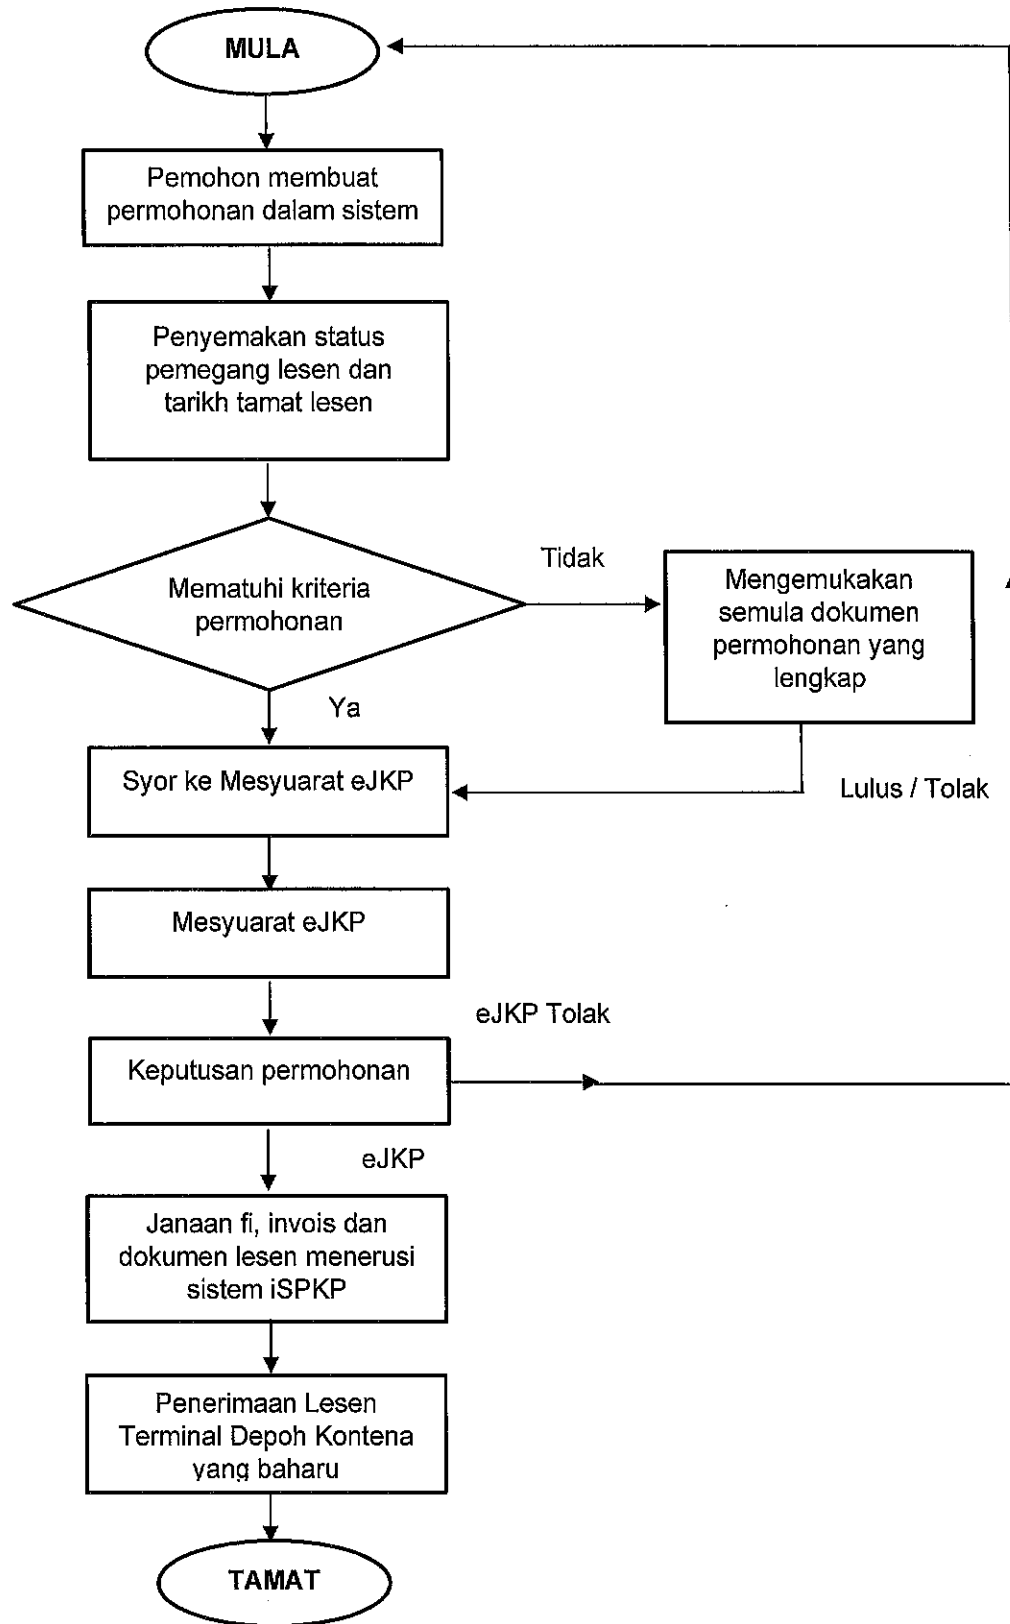 MULA
Pemohon membuat
permohonan dalam sistem
Penyemakan status
pemegang lesen dan
tarikh tamat lesen
Mematuhi kriteria
permohonan
Tidak
Mengemukakan
semula dokumen
permohonan yang
lengkap
Ya
Syor ke Mesyuarat eJKP
Lulus / Tolak
Mesyuarat eJKP
eJKP Tolak
Keputusan permohonan
eJKP
Janaan fi, invois dan
dokumen lesen menerusi
sistem iSPKP
Penerimaan Lesen
Terminal Depoh Kontena
yang baharu
TAMAT